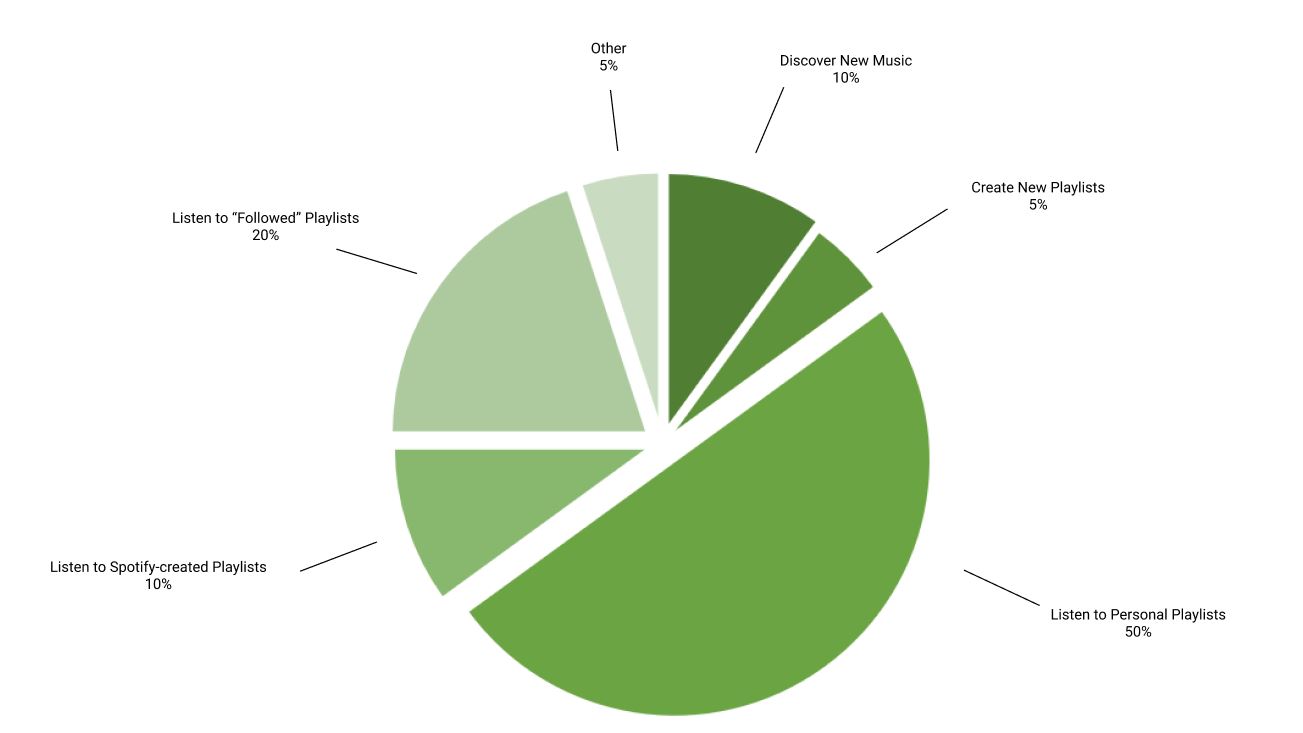 Other
5%
Discover New Music
10%
Create New Playlists
5%
Listen to “Followed” Playlists
20%
Listen to Spotify-created Playlists
10%
Listen to Personal Playlists
50%